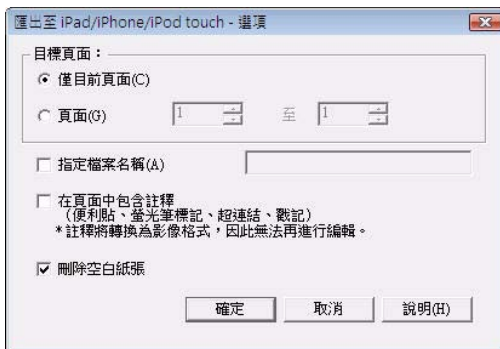 匯出至 iPad/iPhone/iPod touch - 選項
目標頁面：
僅目前頁面(C)
頁面(G) 1 至 1
指定檔案名稱(A)
在頁面中包含註釋
（便利貼、螢光筆標記、超連結、戳記）
*註釋將轉換為影像格式，因此無法再進行編輯。
刪除空白紙張
確定 取消 說明(H)